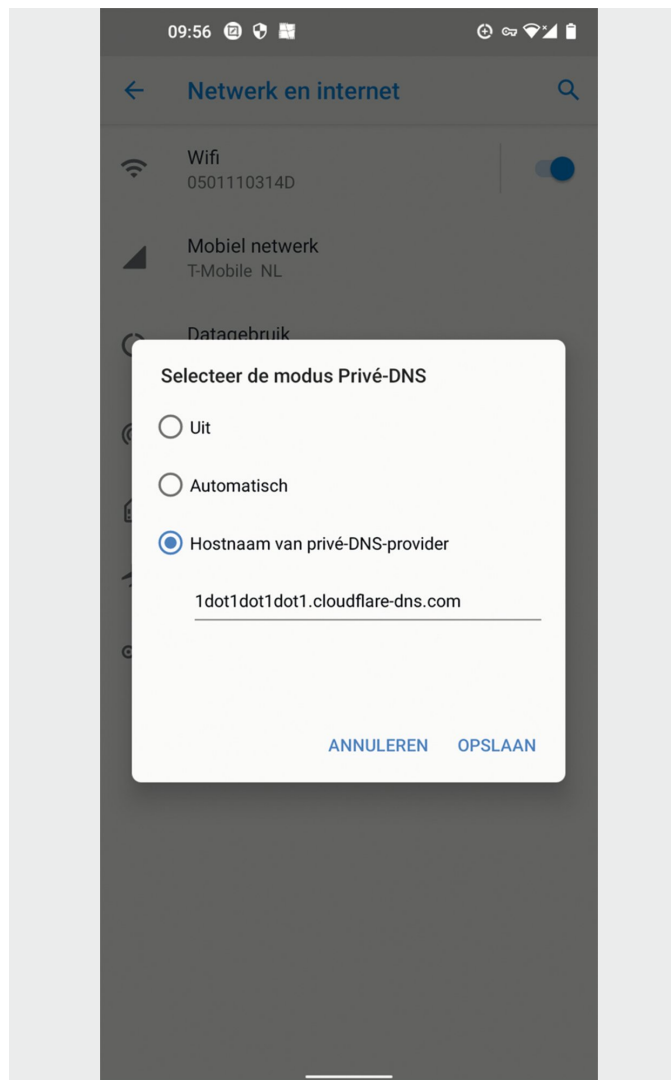 09:56
Netwerk en internet
Wifi
0501110314D
Mobiel netwerk
T-Mobile NL
Datagebruik
Selecteer de modus Privé-DNS
Uit
Automatisch
Hostnaam van privé-DNS-provider
1dot1dot1dot1.cloudflare-dns.com
ANNULEREN OPSLAAN